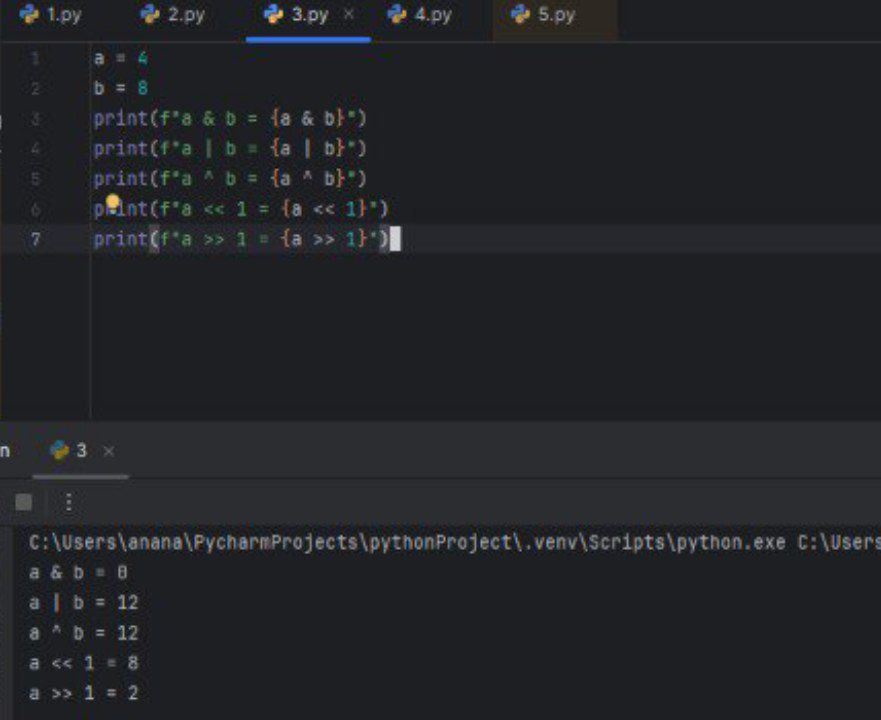 1.py 2.py 3.py × 4.py 5.py
1 a = 4
2 b = 8
3 print(f"a & b = {a & b}")
4 print(f"a | b = {a | b}")
5 print(f"a ^ b = {a ^ b}")
6 print(f"a << 1 = {a << 1}")
7 print(f"a >> 1 = {a >> 1}")
n 3 ×
C:\Users\anana\PycharmProjects\pythonProject\.venv\Scripts\python.exe C:\Users
a & b = 0
a | b = 12
a ^ b = 12
a << 1 = 8
a >> 1 = 2